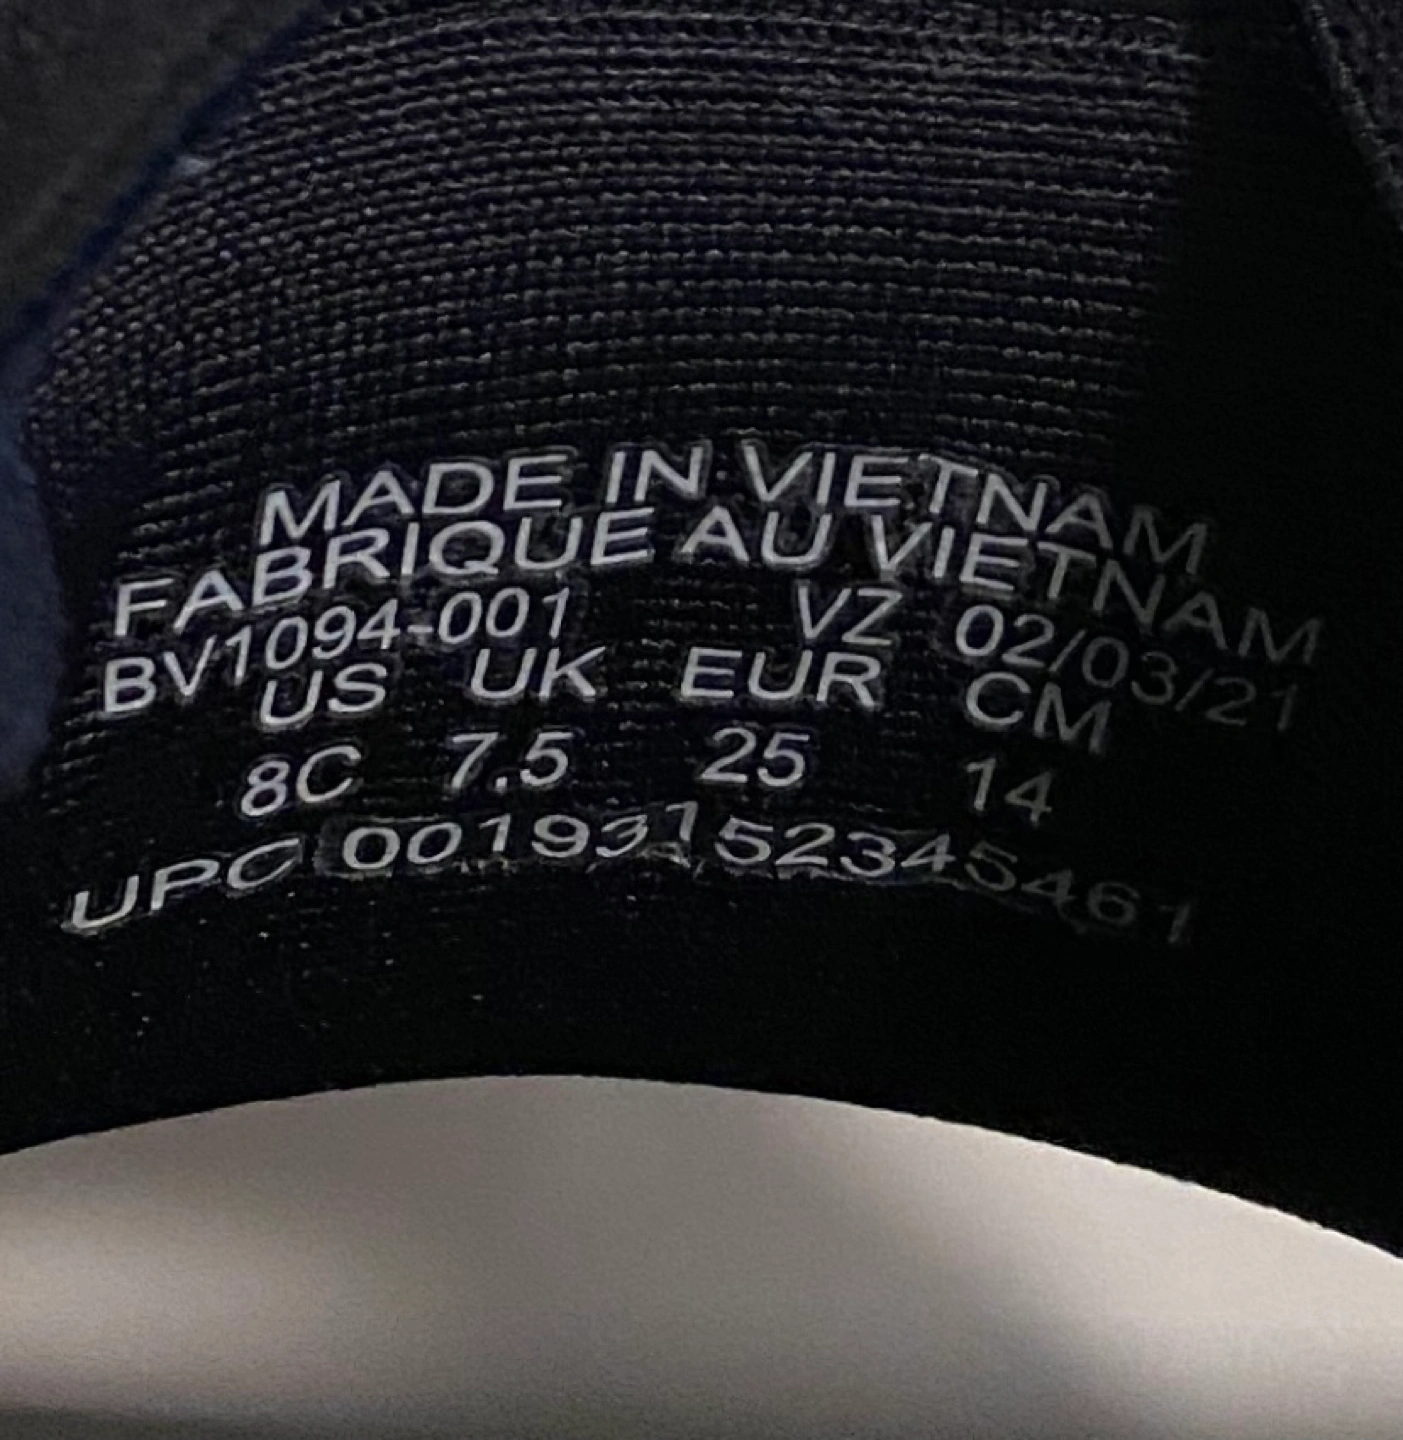 MADE IN VIETNAM
FABRIQUE AU VIETNAM
BV1094-001 VZ 02/03/21
US UK EUR CM
8C 7.5 25 14
UPC 00193152345461